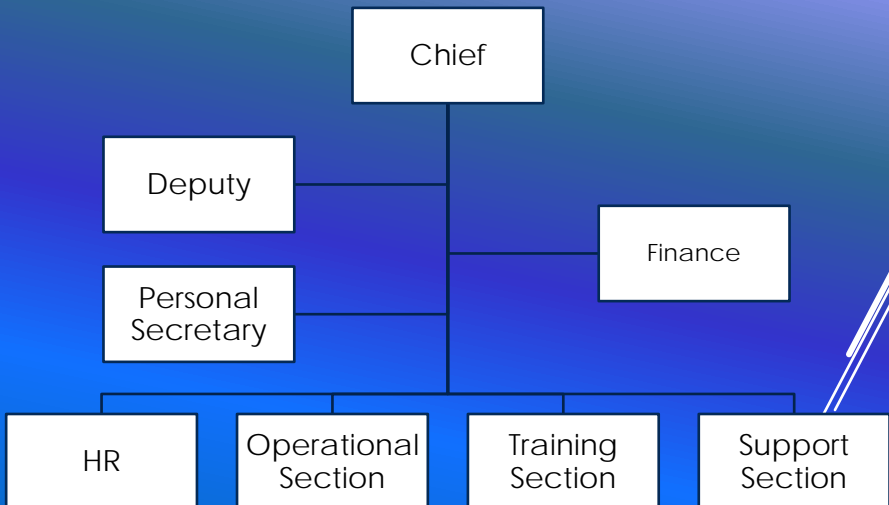 Chief
Deputy
Finance
Personal
Secretary
HR
Operational
Section
Training
Section
Support
Section